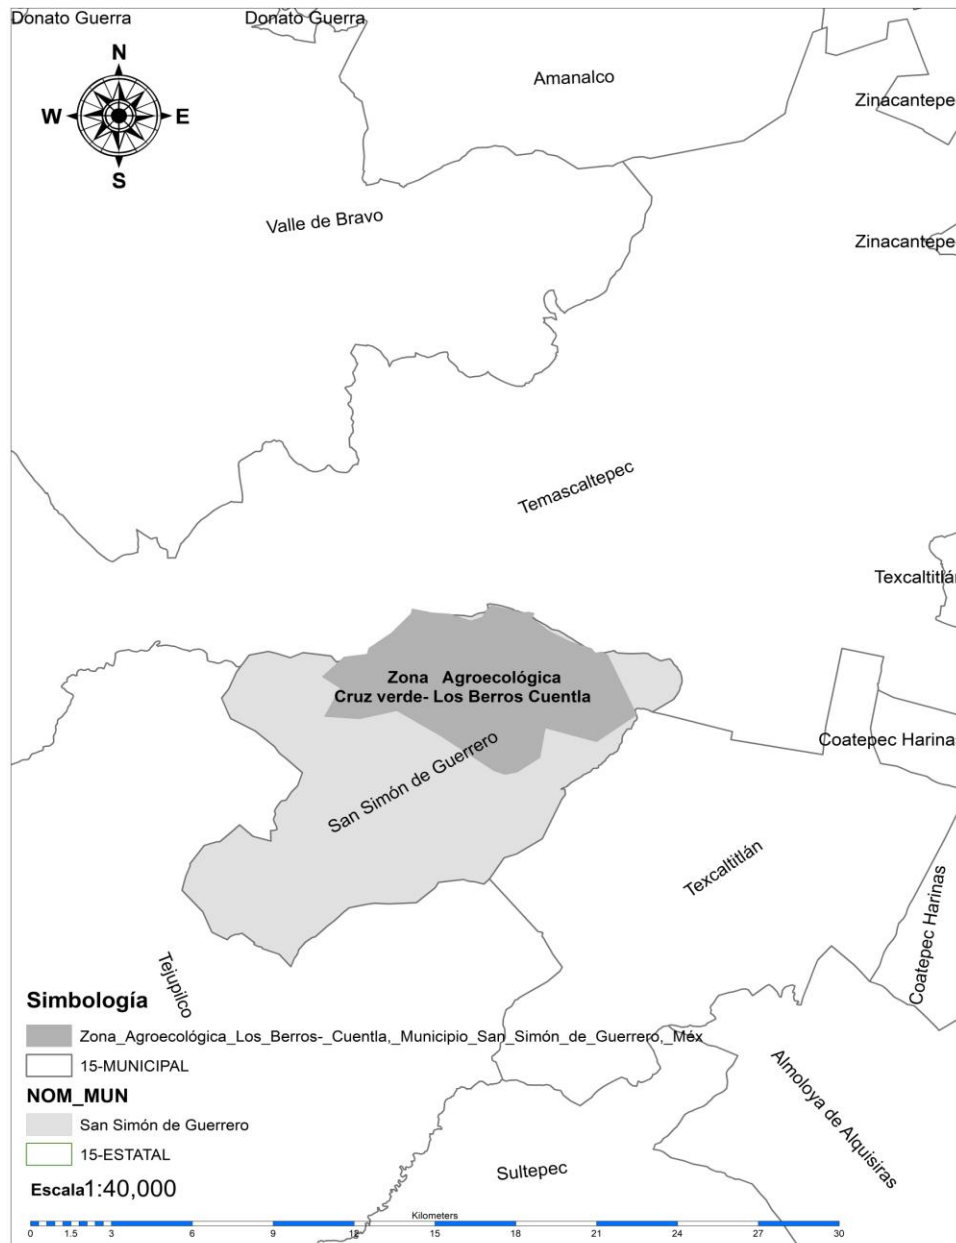 Donato Guerra
Donato Guerra
N
W
E
S
Amanalco
Zinacantepe
Valle de Bravo
Zinacantepe
Temascaltepec
Texcaltitlán
Zona Agroecológica
Cruz verde- Los Berros Cuentla
San Simón de Guerrero
Coatepec Harinas
Texcaltitlán
Coatepec Harinas
Tejupilco
Almoloya de Alquisiras
Sultepec
Simbología
Zona_Agroecológica_Los_Berros-_Cuentla,_Municipio_San_Simón_de_Guerrero,_Méx
15-MUNICIPAL
NOM_MUN
San Simón de Guerrero
15-ESTATAL
Escala1:40,000
Kilometers
0 1.5 3 6 9 12 15 18 21 24 27 30